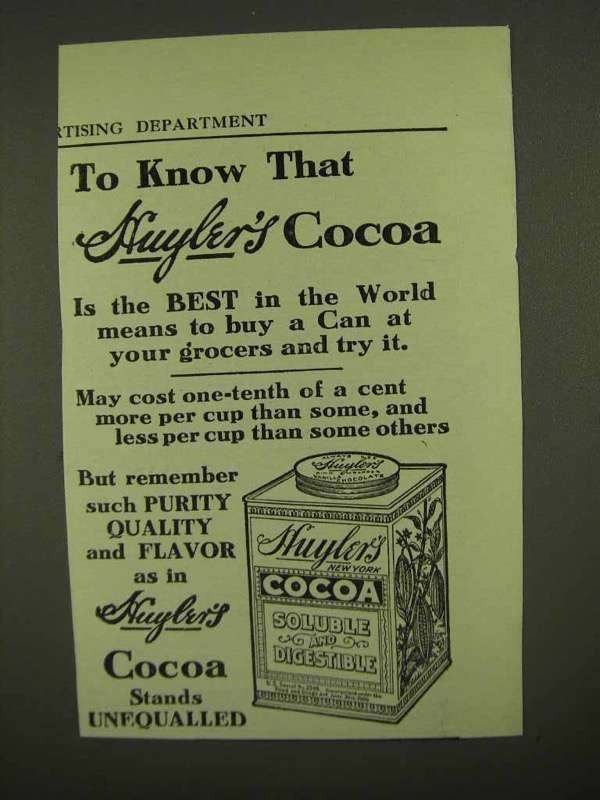 RTISING DEPARTMENT
To Know That
Huyler's Cocoa
Is the BEST in the World
means to buy a Can at
your grocers and try it.
May cost one-tenth of a cent
more per cup than some, and
less per cup than some others
But remember
such PURITY
QUALITY
and FLAVOR
as in
Huyler's
Cocoa
Stands
UNEQUALLED
Huyler's
VANILLA CHOCOLATE
Huyler's
NEW YORK
COCOA
SOLUBLE
AND
DIGESTIBLE